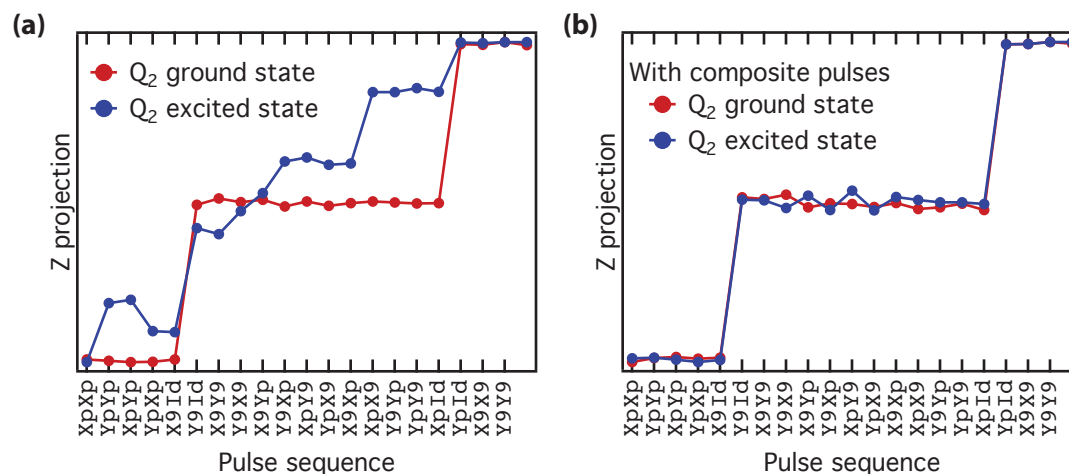 (a)
Q2 ground state
Q2 excited state
Z projection
XpXp
YpYp
XpYp
YpXp
X9Id
Y9Id
X9Y9
Y9X9
X9Yp
Y9Xp
XpY9
YpX9
X9Xp
XpX9
Y9Yp
YpY9
XpId
YpId
X9X9
Y9Y9
Pulse sequence
(b)
With composite pulses
Q2 ground state
Q2 excited state
Z projection
XpXp
YpYp
XpYp
YpXp
X9Id
Y9Id
X9Y9
Y9X9
X9Yp
Y9Xp
XpY9
YpX9
X9Xp
XpX9
Y9Yp
YpY9
XpId
YpId
X9X9
Y9Y9
Pulse sequence